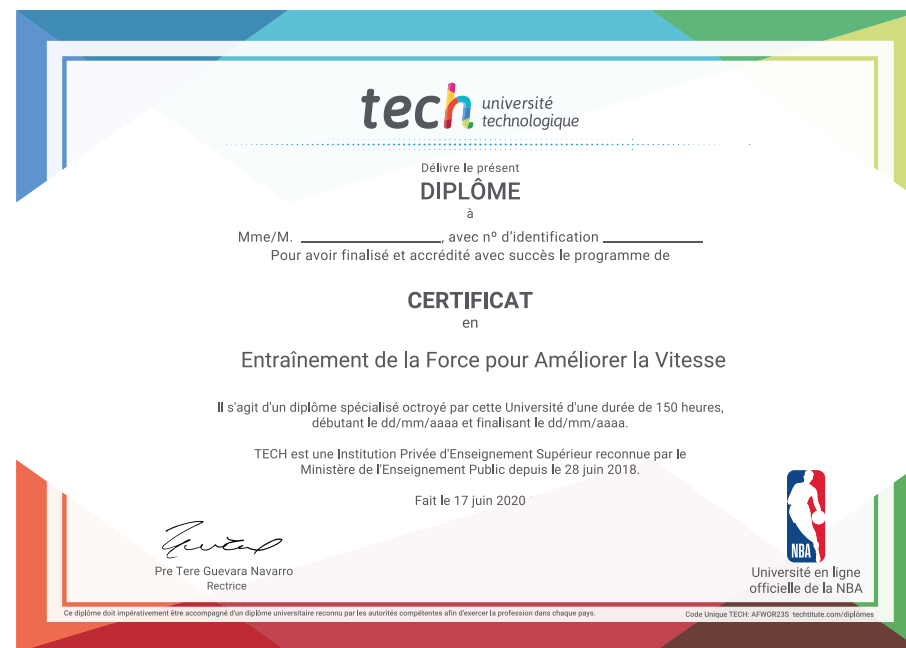 tech université
technologique
Délivre le présent
DIPLÔME
à
Mme/M. ____________________, avec nº d'identification ______________
Pour avoir finalisé et accrédité avec succès le programme de
CERTIFICAT
en
Entraînement de la Force pour Améliorer la Vitesse
Il s'agit d'un diplôme spécialisé octroyé par cette Université d'une durée de 150 heures,
débutant le dd/mm/aaaa et finalisant le dd/mm/aaaa.
TECH est une Institution Privée d'Enseignement Supérieur reconnue par le
Ministère de l'Enseignement Public depuis le 28 juin 2018.
Fait le 17 juin 2020
Pre Tere Guevara Navarro
Rectrice
NBA
Université en ligne
officielle de la NBA
Ce diplôme doit impérativement être accompagné d'un diplôme universitaire reconnu par les autorités compétentes afin d'exercer la profession dans chaque pays.
Code Unique TECH: AFWOR23S techtitute.com/diplômes